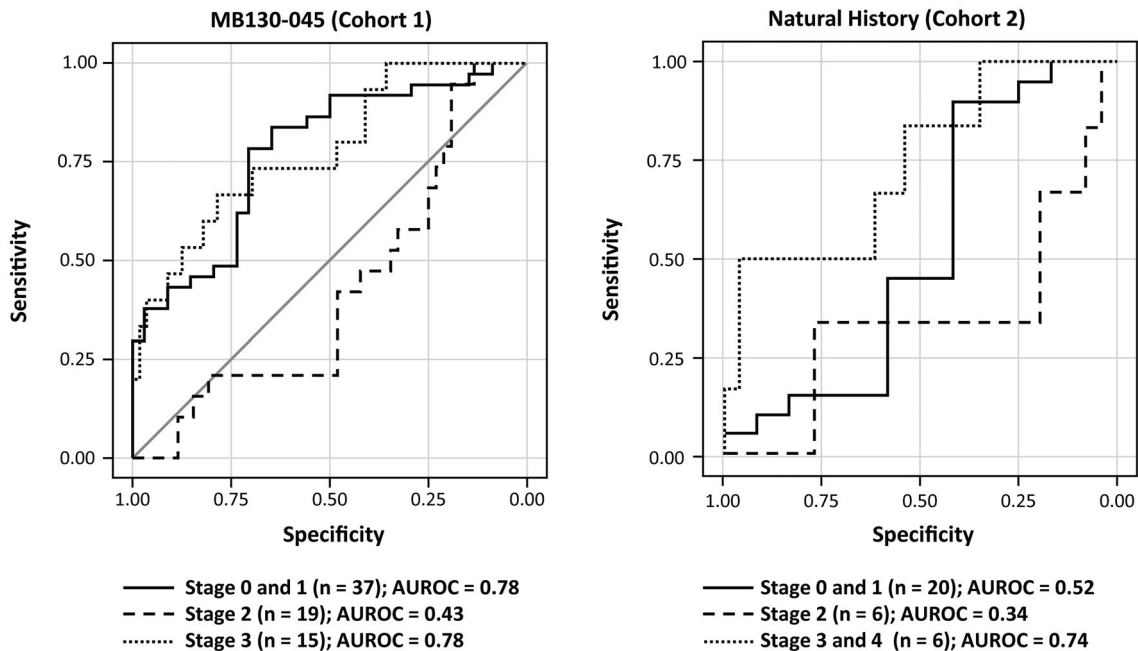 MB130-045 (Cohort 1)
1.00
0.75
0.50
0.25
0.00
Sensitivity
1.00 0.75 0.50 0.25 0.00
Specificity
Stage 0 and 1 (n = 37); AUROC = 0.78
Stage 2 (n = 19); AUROC = 0.43
Stage 3 (n = 15); AUROC = 0.78
Natural History (Cohort 2)
1.00
0.75
0.50
0.25
0.00
Sensitivity
1.00 0.75 0.50 0.25 0.00
Specificity
Stage 0 and 1 (n = 20); AUROC = 0.52
Stage 2 (n = 6); AUROC = 0.34
Stage 3 and 4 (n = 6); AUROC = 0.74